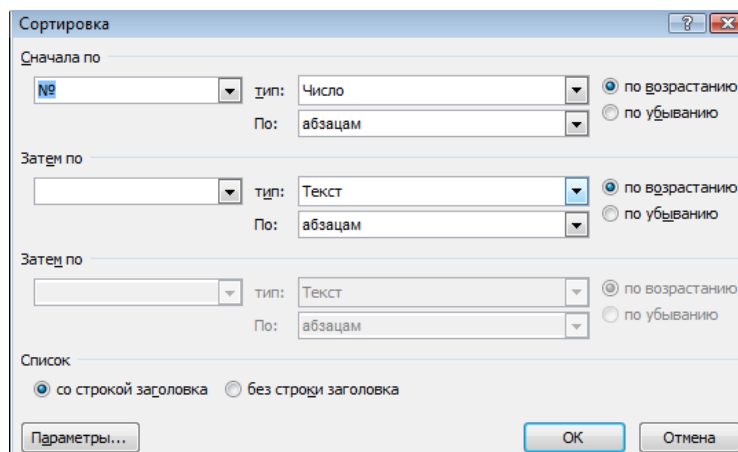 Сортировка
Сначала по
№ тип: Число по возрастанию
По: абзацам по убыванию
Затем по
тип: Текст по возрастанию
По: абзацам по убыванию
Затем по
тип: Текст по возрастанию
По: абзацам по убыванию
Список
со строкой заголовка без строки заголовка
Параметры... ОК Отмена